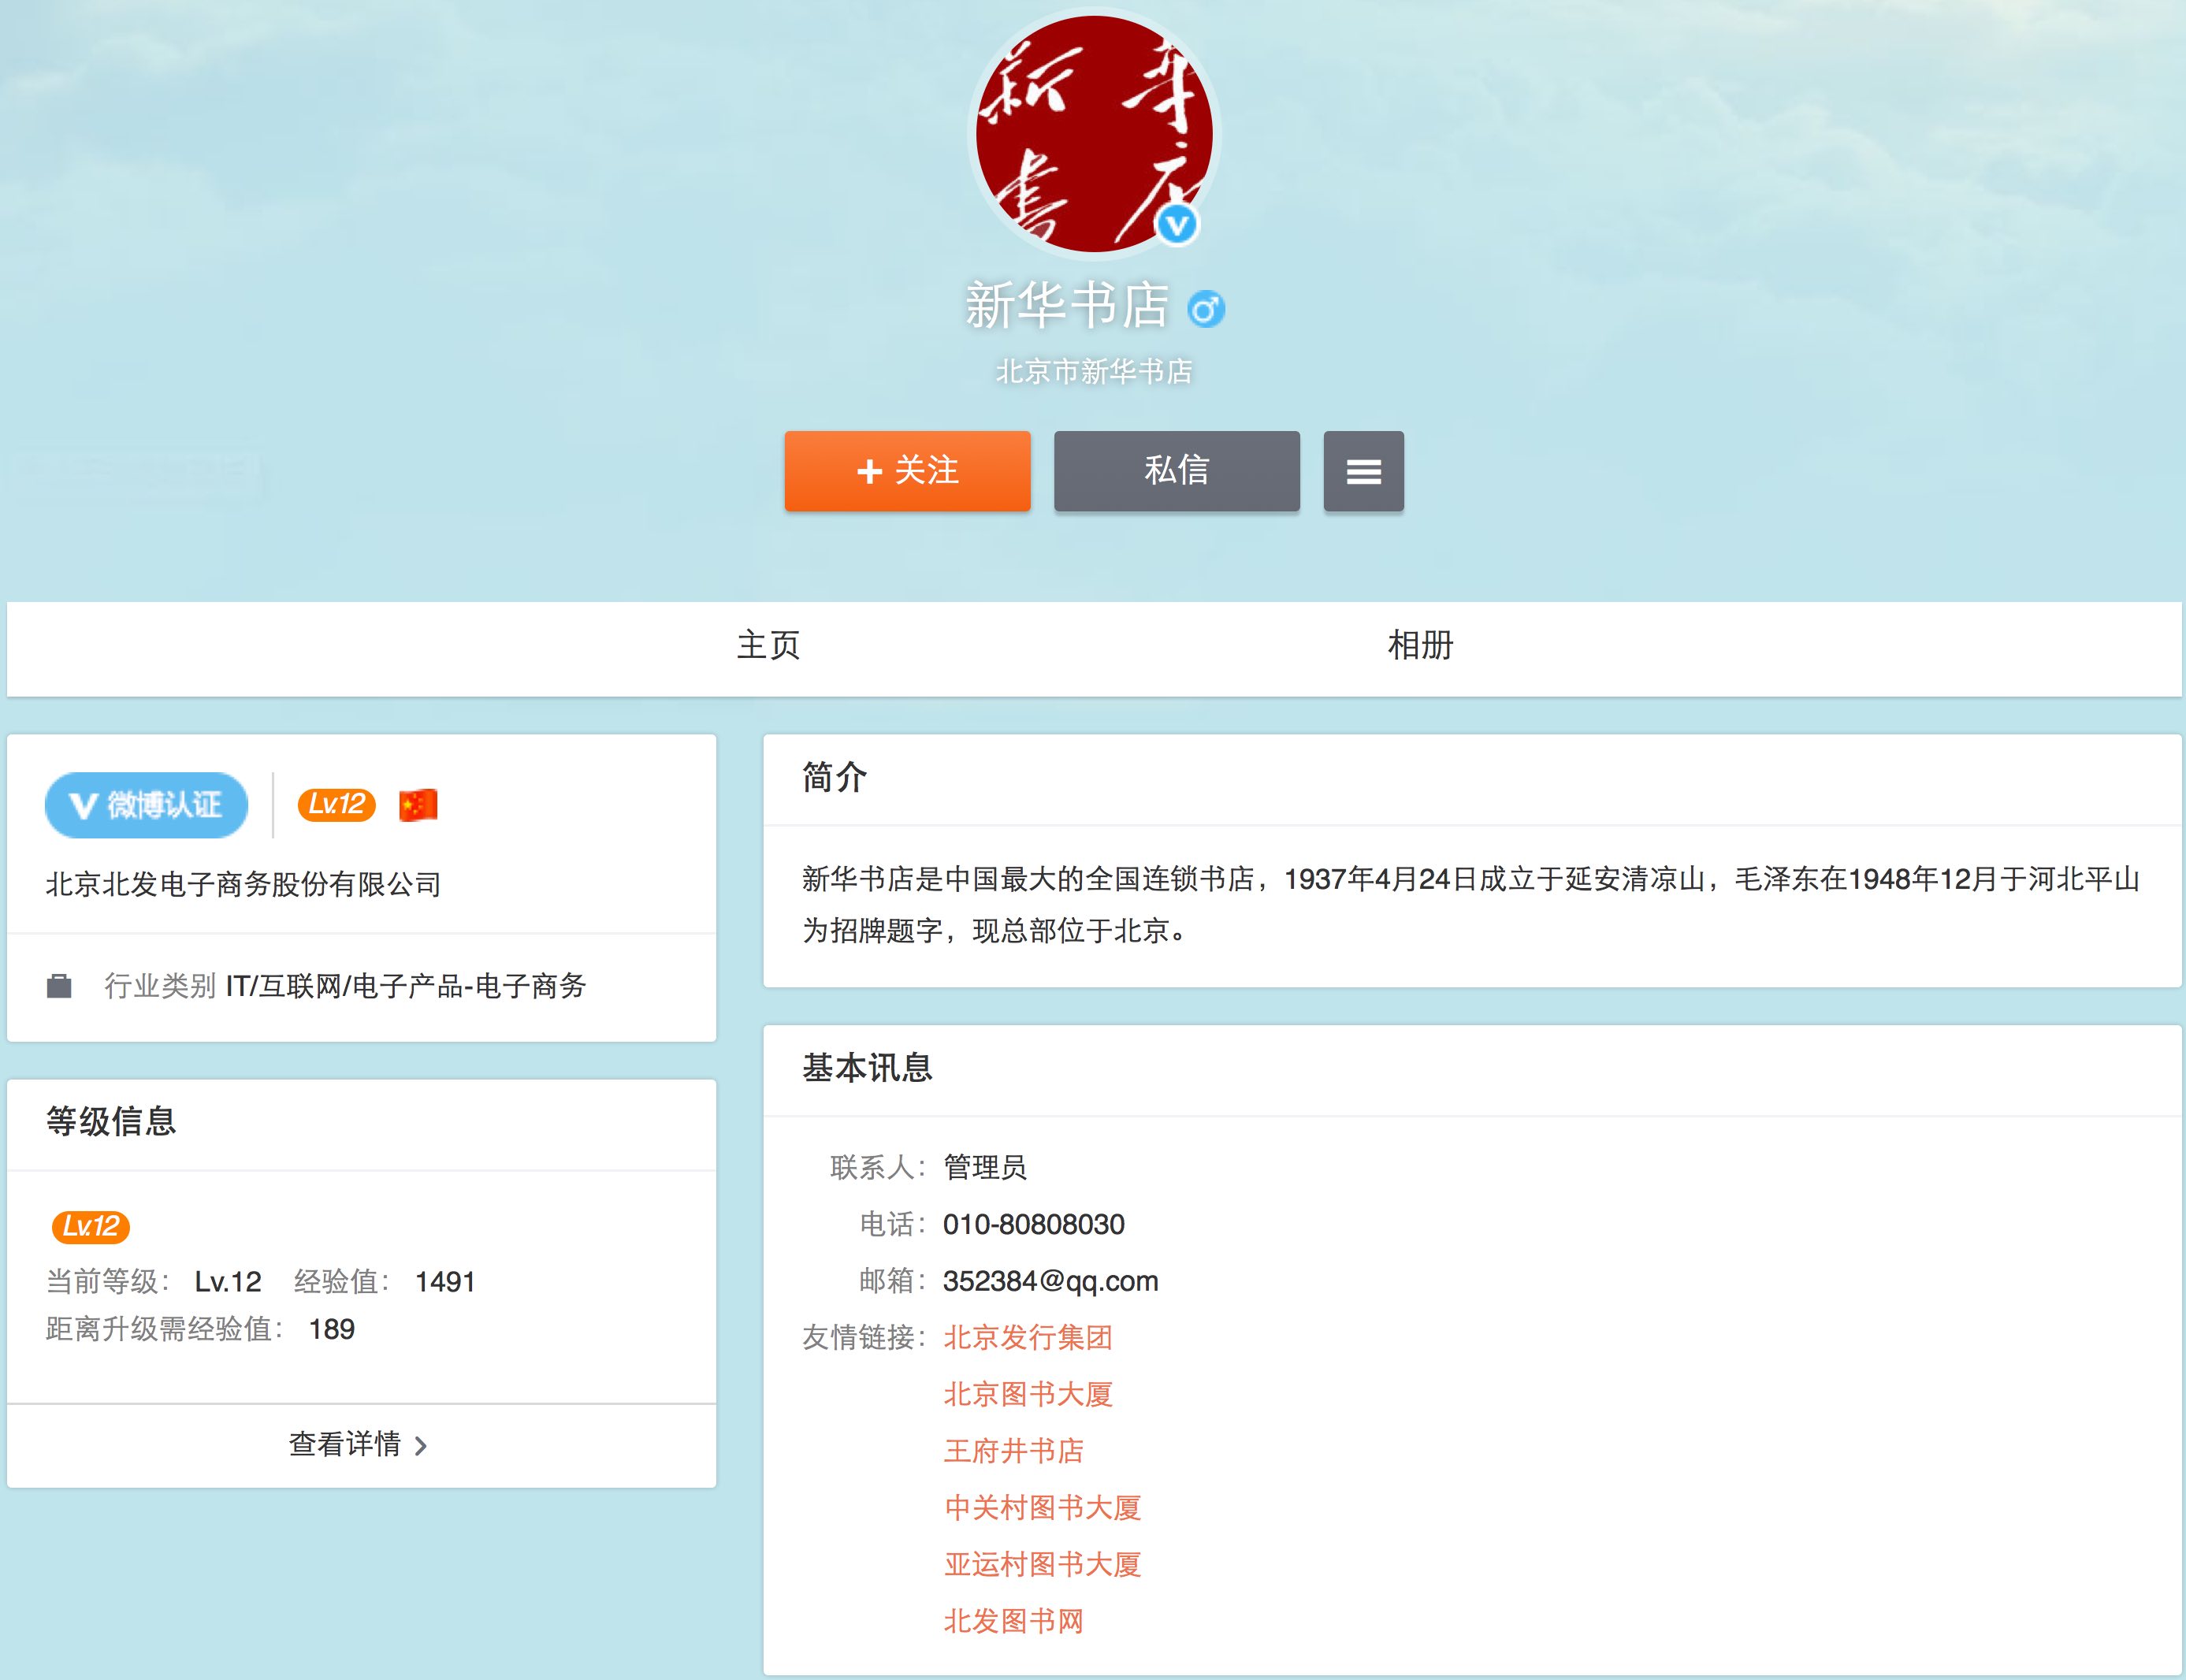 新华
書店
新华书店
北京市新华书店
+ 关注
私信
主页
相册
V 微博认证
Lv.12
北京北发电子商务股份有限公司
行业类别 IT/互联网/电子产品-电子商务
等级信息
Lv.12
当前等级： Lv.12 经验值： 1491
距离升级需经验值： 189
查看详情 >
简介
新华书店是中国最大的全国连锁书店，1937年4月24日成立于延安清凉山，毛泽东在1948年12月于河北平山
为招牌题字，现总部位于北京。
基本讯息
联系人：管理员
电话：010-80808030
邮箱：352384@qq.com
友情链接：北京发行集团
北京图书大厦
王府井书店
中关村图书大厦
亚运村图书大厦
北发图书网